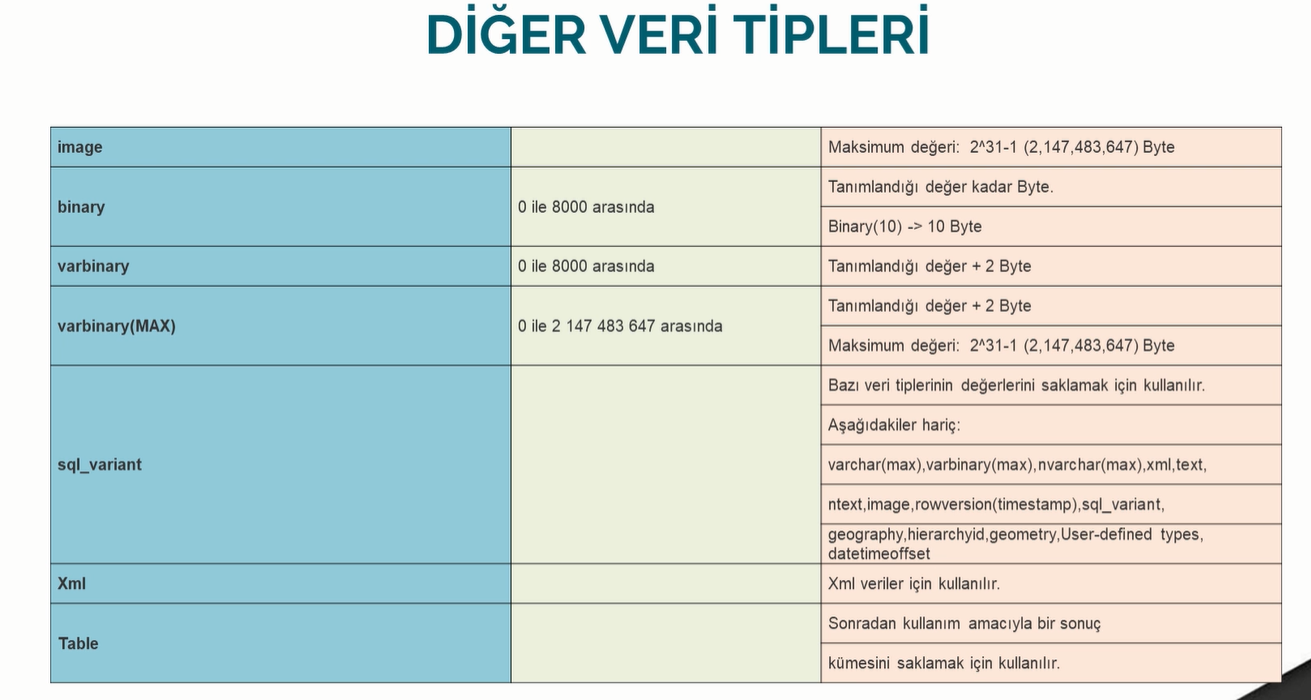 DİĞER VERİ TİPLERİ
image
Maksimum değeri: 2^31-1 (2,147,483,647) Byte
binary
0 ile 8000 arasında
Tanımlandığı değer kadar Byte.
Binary(10) -> 10 Byte
varbinary
0 ile 8000 arasında
Tanımlandığı değer + 2 Byte
varbinary(MAX)
0 ile 2 147 483 647 arasında
Tanımlandığı değer + 2 Byte
Maksimum değeri: 2^31-1 (2,147,483,647) Byte
sql_variant
Bazı veri tiplerinin değerlerini saklamak için kullanılır.
Aşağıdakiler hariç:
varchar(max),varbinary(max),nvarchar(max),xml,text,
ntext,image,rowversion(timestamp),sql_variant,
geography,hierarchyid,geometry,User-defined types,
datetimeoffset
Xml
Xml veriler için kullanılır.
Table
Sonradan kullanım amacıyla bir sonuç
kümesini saklamak için kullanılır.